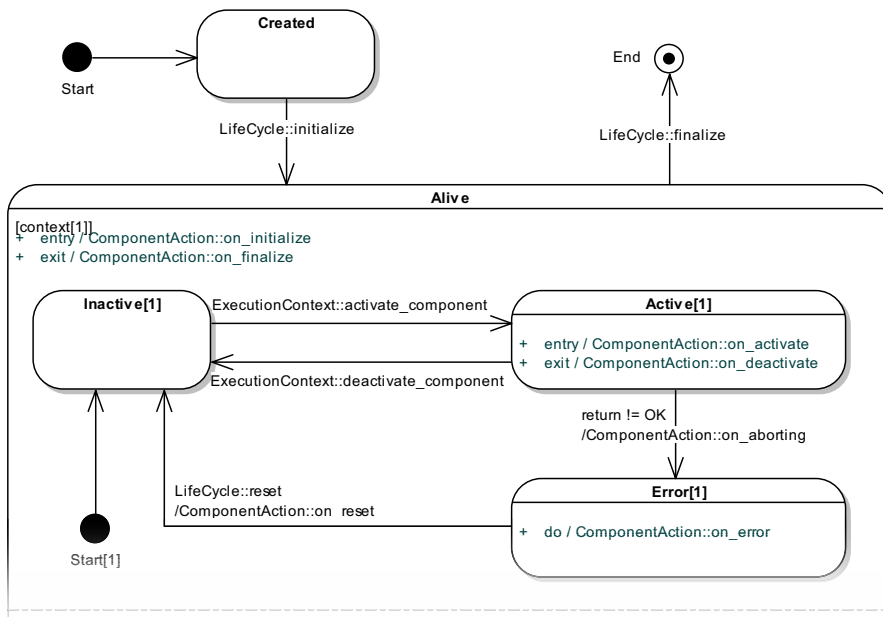 Created
End
Start
LifeCycle::initialize
LifeCycle::finalize
Alive
[context[1]]
+ entry / ComponentAction::on_initialize
+ exit / ComponentAction::on_finalize
Inactive[1]
ExecutionContext::activate_component
Active[1]
+ entry / ComponentAction::on_activate
+ exit / ComponentAction::on_deactivate
ExecutionContext::deactivate_component
return != OK
/ComponentAction::on_aborting
LifeCycle::reset
/ComponentAction::on_reset
Error[1]
+ do / ComponentAction::on_error
Start[1]